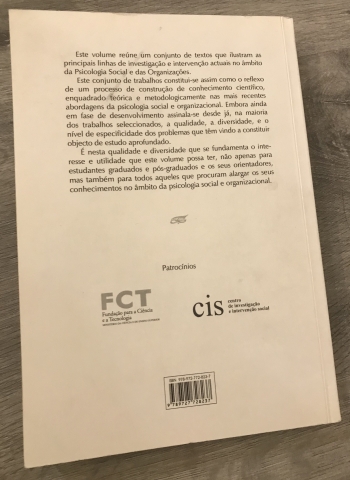 Este volume reúne um conjunto de textos que ilustram as
principais linhas de investigação e intervenção actuais no âmbito
da Psicologia Social e das Organizações.
Este conjunto de trabalhos constitui-se assim como o reflexo
de um processo de construção de conhecimento científico,
enquadrado teórica e metodologicamente nas mais recentes
abordagens da psicologia social e organizacional. Embora ainda
em fase de desenvolvimento assinala-se desde já, na maioria
dos trabalhos seleccionados, a qualidade, a diversidade, e o
nível de especificidade dos problemas que têm vindo a constituir
objecto de estudo aprofundado.
É nesta qualidade e diversidade que se fundamenta o inte-
resse e utilidade que este volume possa ter, não apenas para
estudantes graduados e pós-graduados e os seus orientadores,
mas também para todos aqueles que procuram alargar os seus
conhecimentos no âmbito da psicologia social e organizacional.
Patrocínios
FCT
Fundação para a Ciência
e a Tecnologia
cis
centro
de investigação
e intervenção social